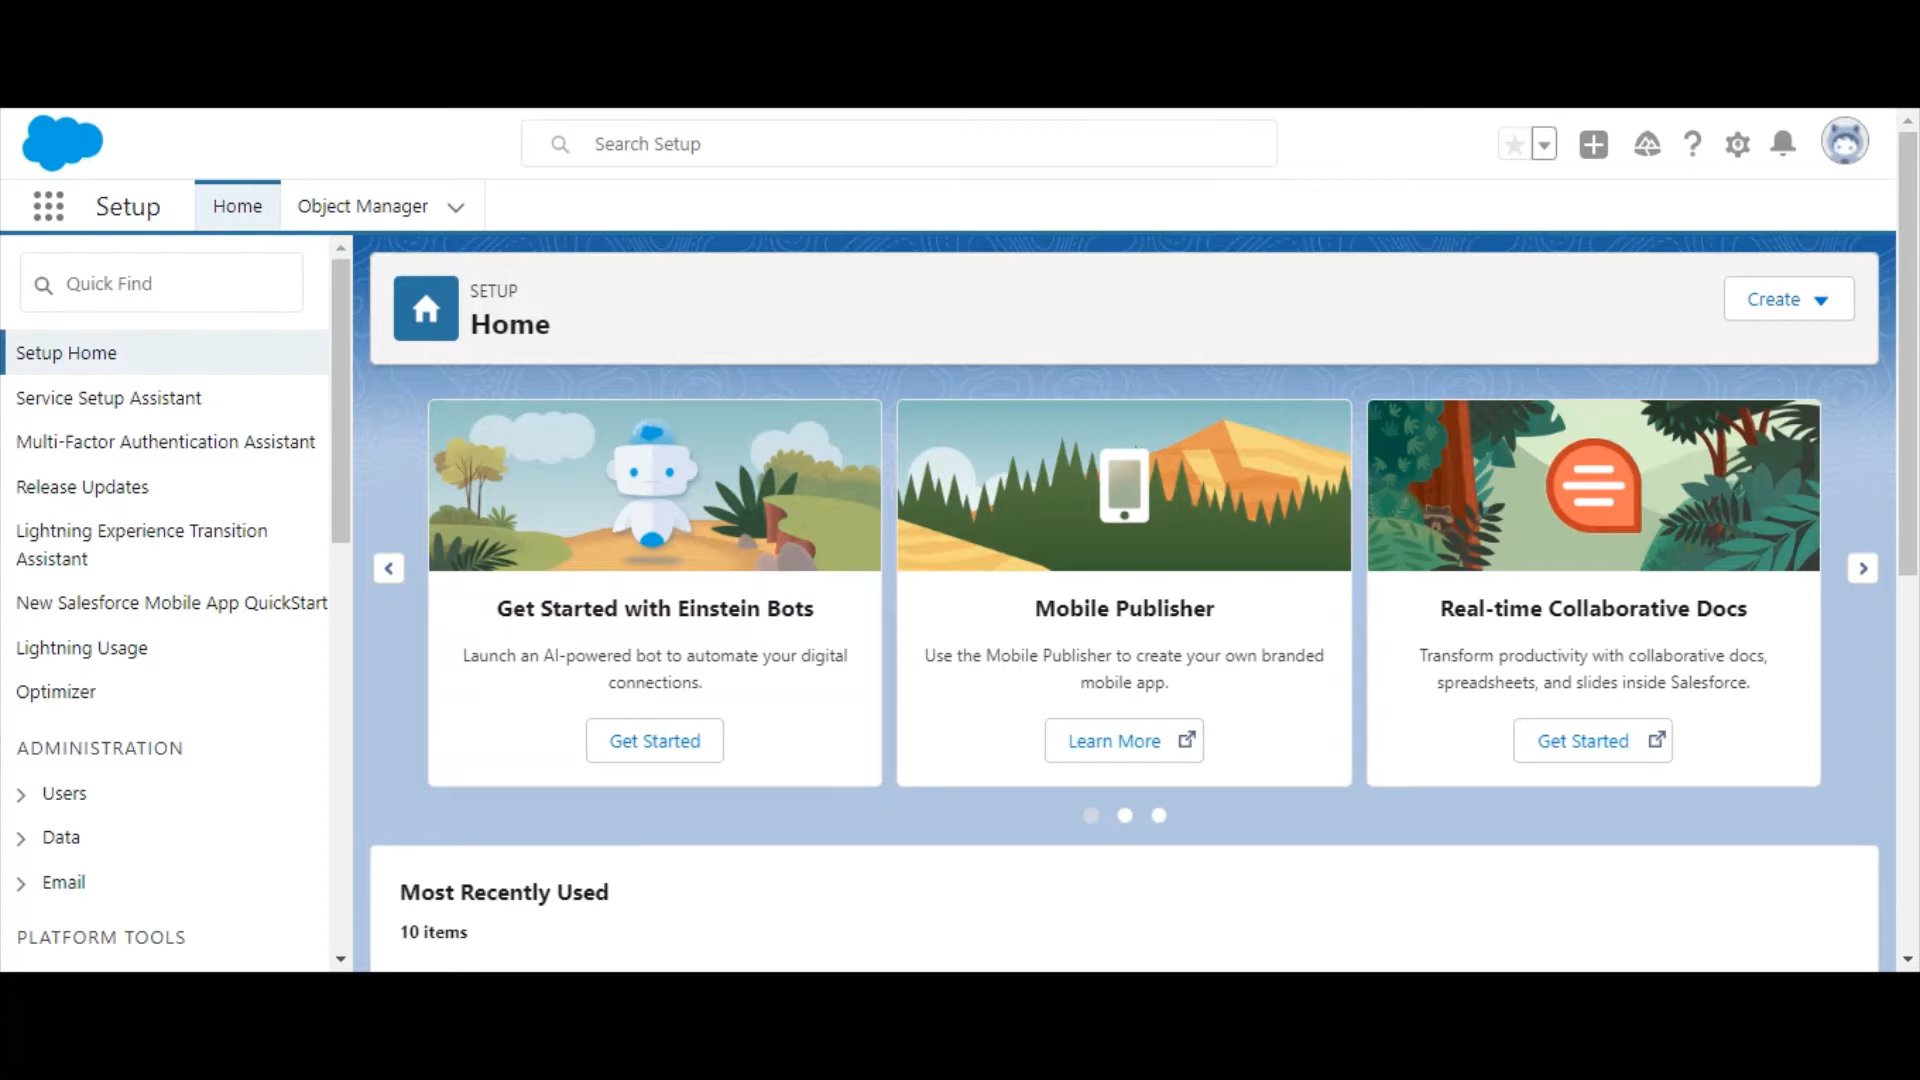 Search Setup
Setup
Home
Object Manager
Quick Find
Setup Home
Service Setup Assistant
Multi-Factor Authentication Assistant
Release Updates
Lightning Experience Transition
Assistant
New Salesforce Mobile App QuickStart
Lightning Usage
Optimizer
ADMINISTRATION
Users
Data
Email
PLATFORM TOOLS
SETUP
Home
Create
Get Started with Einstein Bots
Launch an AI-powered bot to automate your digital
connections.
Get Started
Mobile Publisher
Use the Mobile Publisher to create your own branded
mobile app.
Learn More
Real-time Collaborative Docs
Transform productivity with collaborative docs,
spreadsheets, and slides inside Salesforce.
Get Started
Most Recently Used
10 items